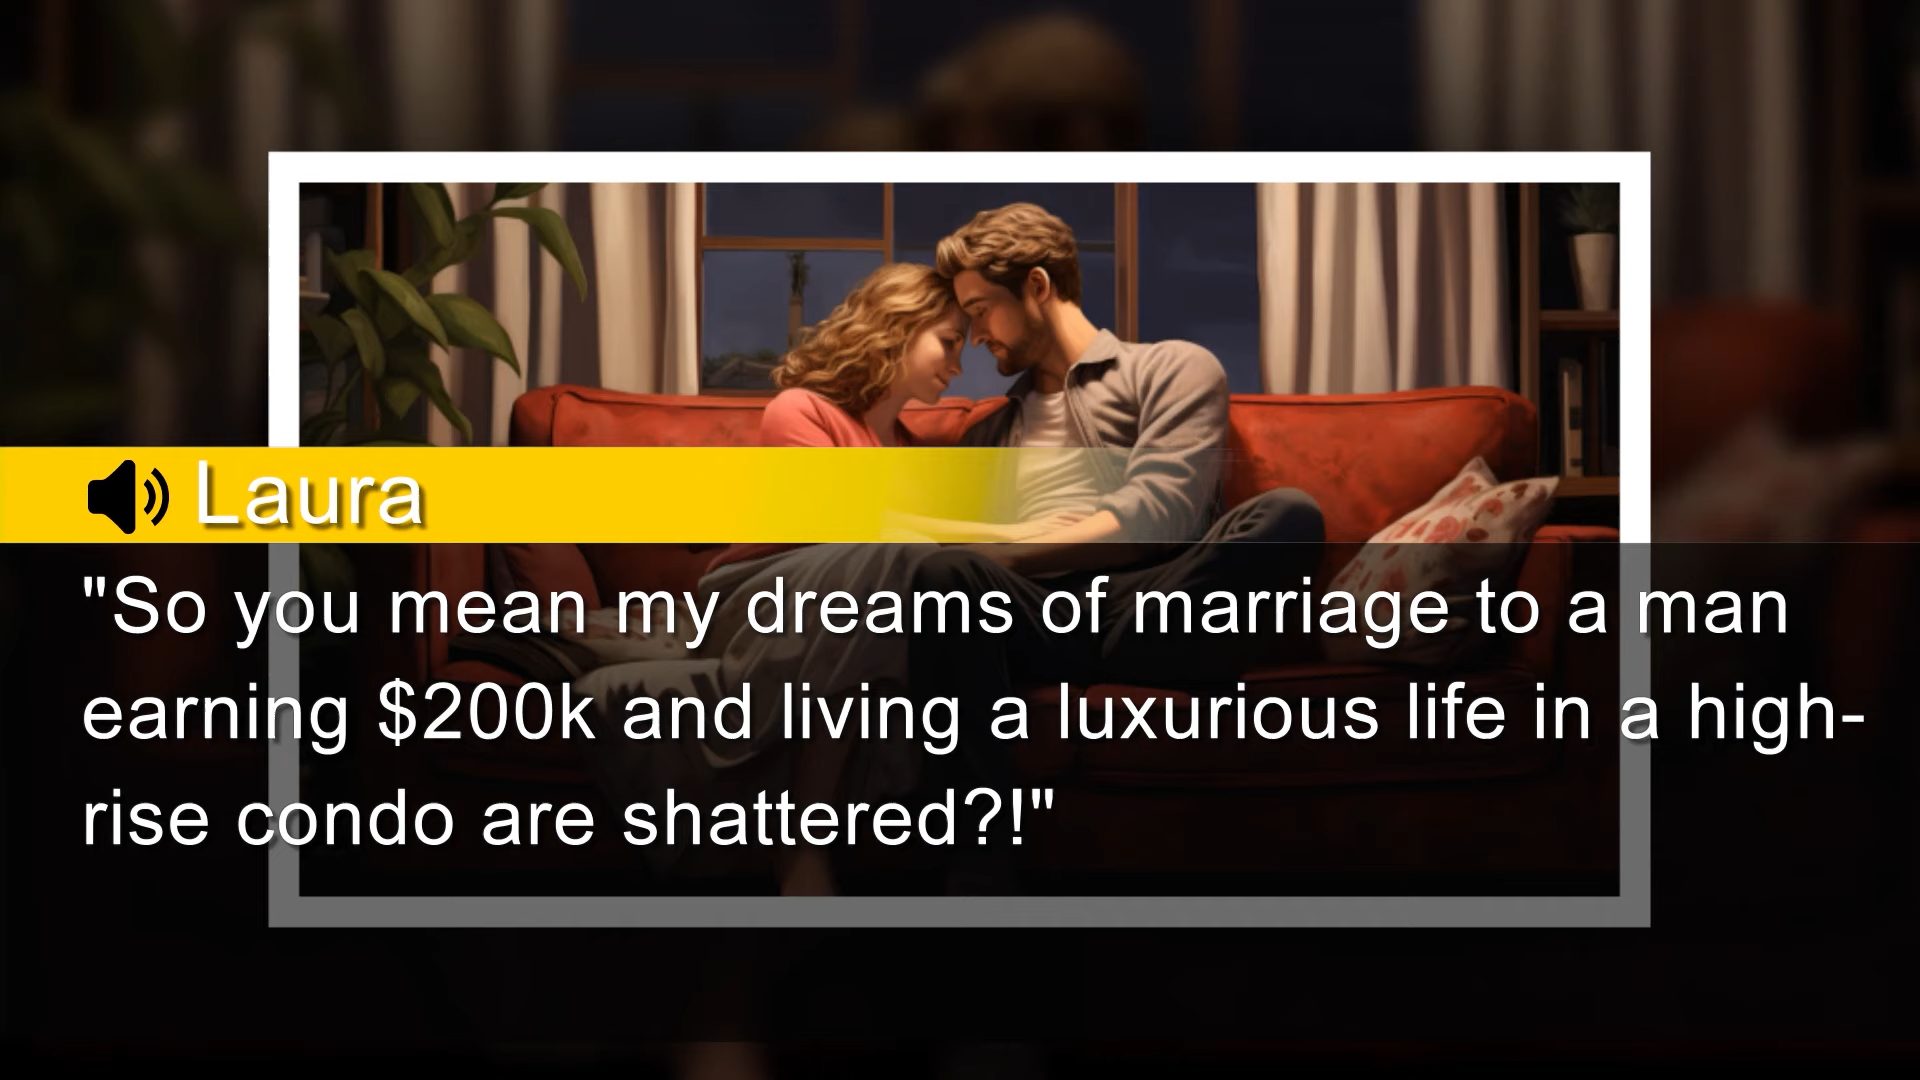 Laura
"So you mean my dreams of marriage to a man
earning $200k and living a luxurious life in a high-
rise condo are shattered?!"